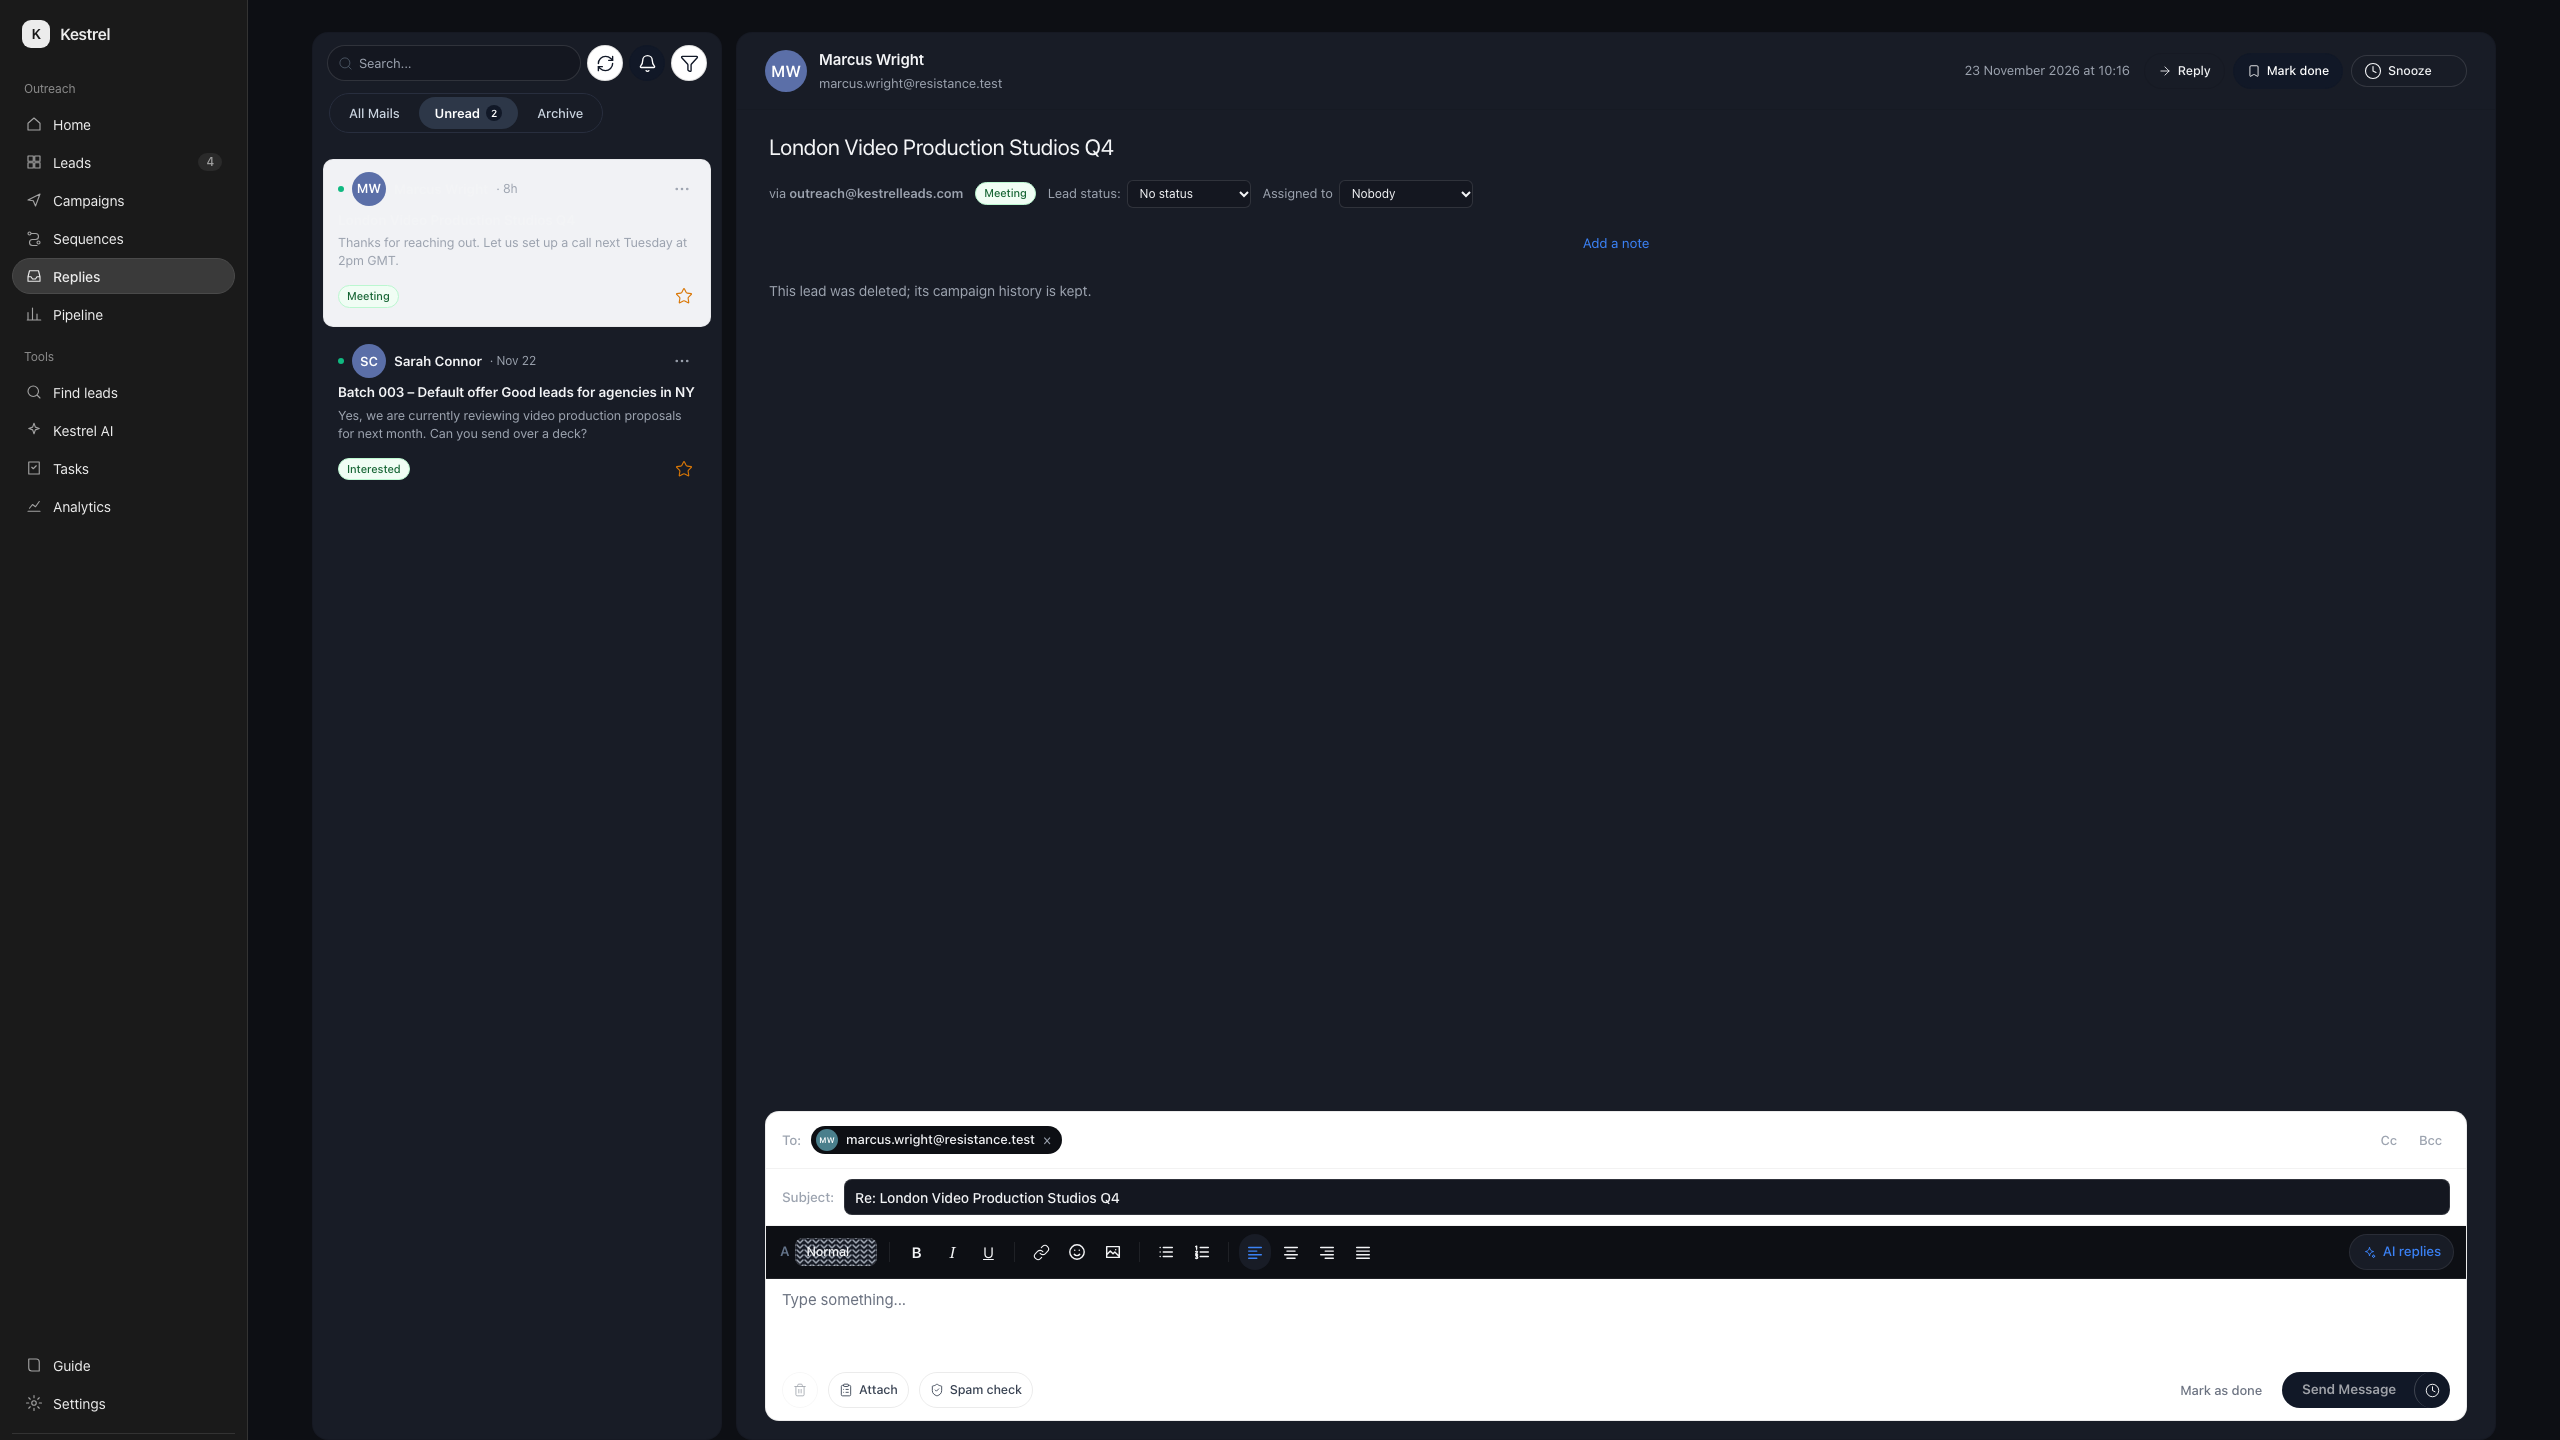 K Kestrel
Outreach
Home
Leads 4
Campaigns
Sequences
Replies
Pipeline
Tools
Find leads
Kestrel AI
Tasks
Analytics
Guide
Settings
Search...
All Mails Unread 2 Archive
MW · 8h
Thanks for reaching out. Let us set up a call next Tuesday at
2pm GMT.
Meeting
SC Sarah Connor · Nov 22
Batch 003 – Default offer Good leads for agencies in NY
Yes, we are currently reviewing video production proposals
for next month. Can you send over a deck?
Interested
MW Marcus Wright
marcus.wright@resistance.test
23 November 2026 at 10:16 Reply Mark done Snooze
London Video Production Studios Q4
via outreach@kestrelleads.com Meeting Lead status: No status Assigned to Nobody
Add a note
This lead was deleted; its campaign history is kept.
To: MW marcus.wright@resistance.test × Cc Bcc
Subject: Re: London Video Production Studios Q4
A Normal B I U AI replies
Type something...
Attach Spam check Mark as done Send Message